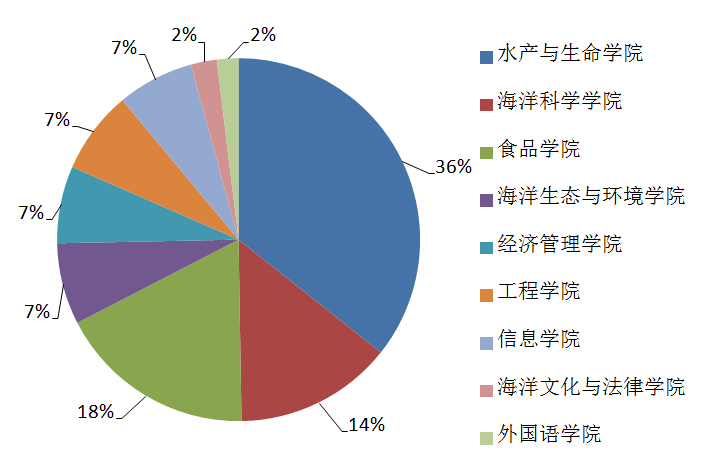 2%
2%
7%
7%
7%
7%
18%
14%
36%
水产与生命学院
海洋科学学院
食品学院
海洋生态与环境学院
经济管理学院
工程学院
信息学院
海洋文化与法律学院
外国语学院